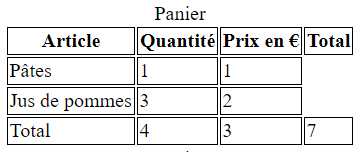 Panier
Article Quantité Prix en € Total
Pâtes 1 1
Jus de pommes 3 2
Total 4 3 7